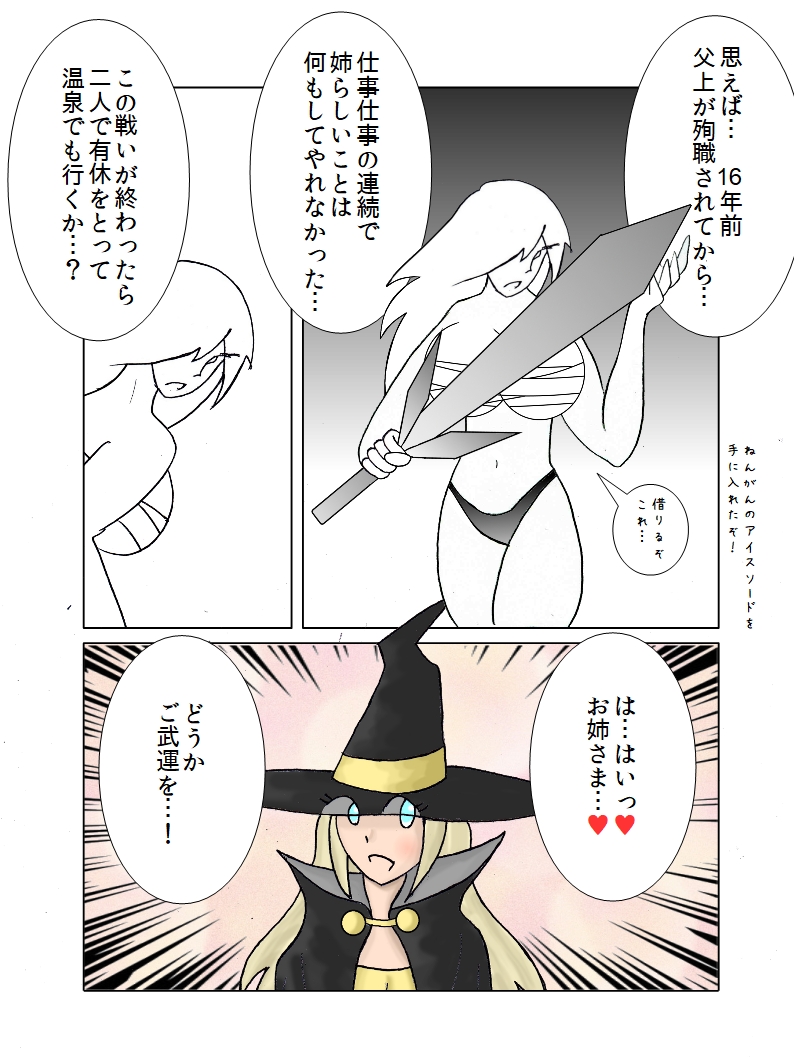 思えば… 16年前
父上が殉職されてから…
仕事仕事の連続で
姉らしいことは
何もしてやれなかった…
借りるぞ
これ…
ねんがんのアイスソードを
手に入れたぞ!
この戦いが終わったら
二人で有休をとって
温泉でも行くか…?
は…はいっ♥
お姉さま…♥
どうか
ご武運を…!